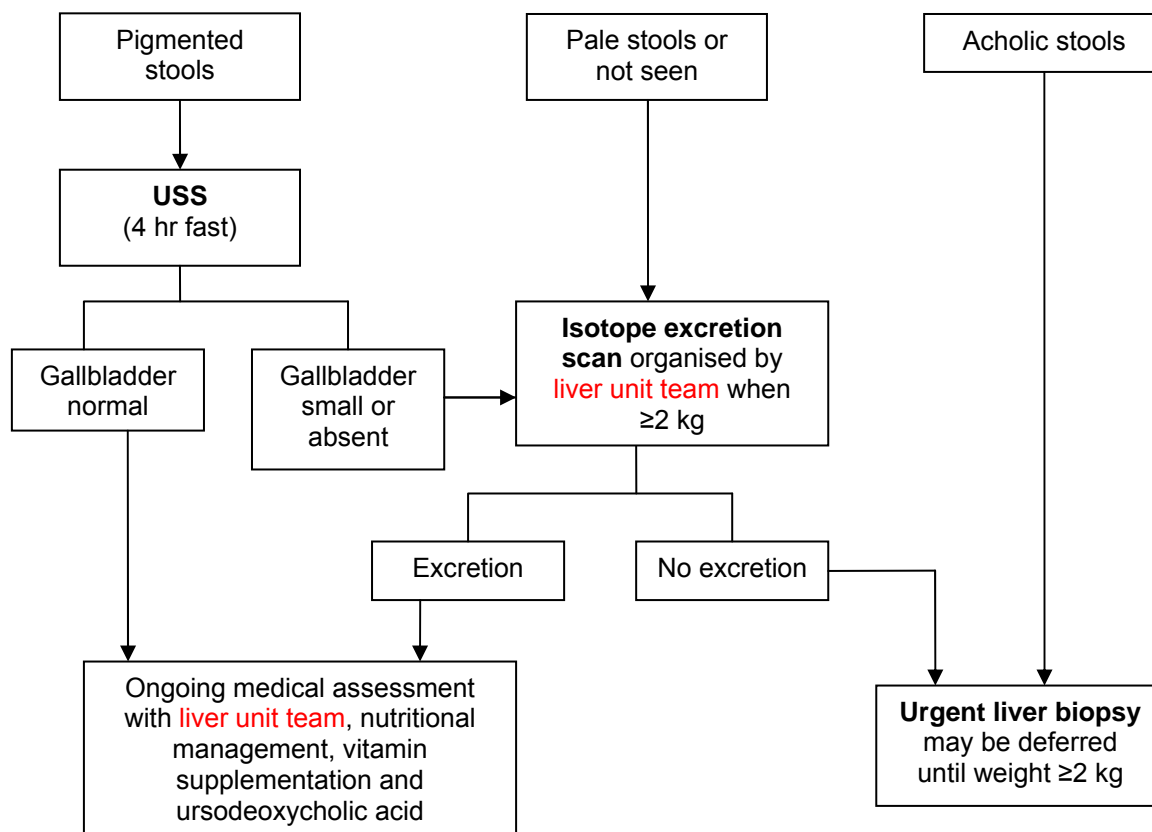 Pigmented
stools
Pale stools or
not seen
Acholic stools
USS
(4 hr fast)
Gallbladder
normal
Gallbladder
small or
absent
Isotope excretion
scan organised by
liver unit team when
≥2 kg
Excretion
No excretion
Ongoing medical assessment
with liver unit team, nutritional
management, vitamin
supplementation and
ursodeoxycholic acid
Urgent liver biopsy
may be deferred
until weight ≥2 kg